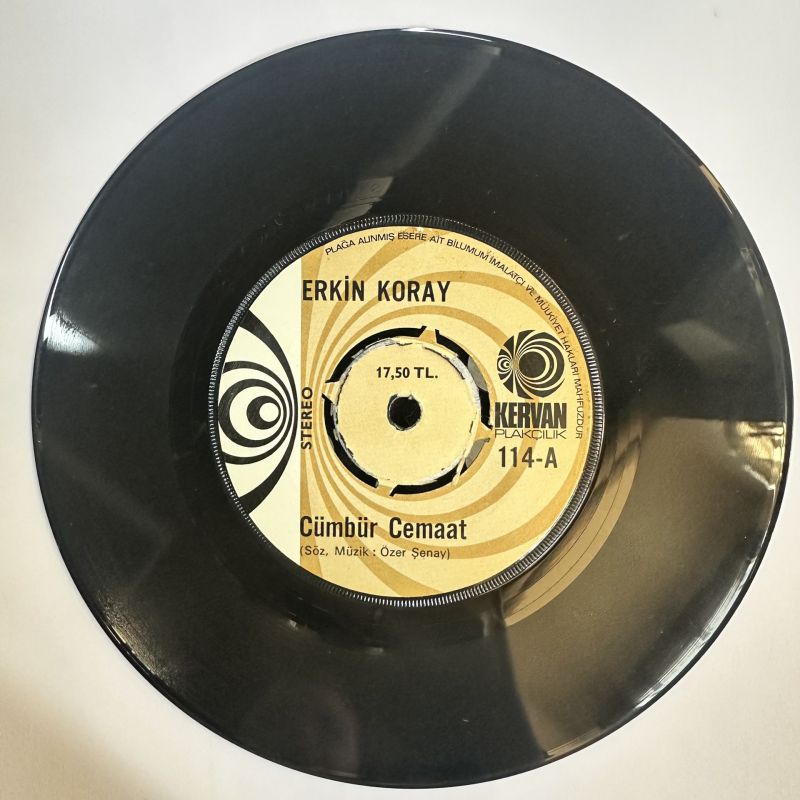 PLAĞA ALINMIŞ ESERE AİT BİLUMUM İMALATÇI VE MÜLKİYET HAKLARI MAHFUZDUR
ERKİN KORAY
17,50 TL.
STEREO
KERVAN
PLAKÇILIK
114-A
Cümbür Cemaat
(Söz, Müzik : Özer Şenay)